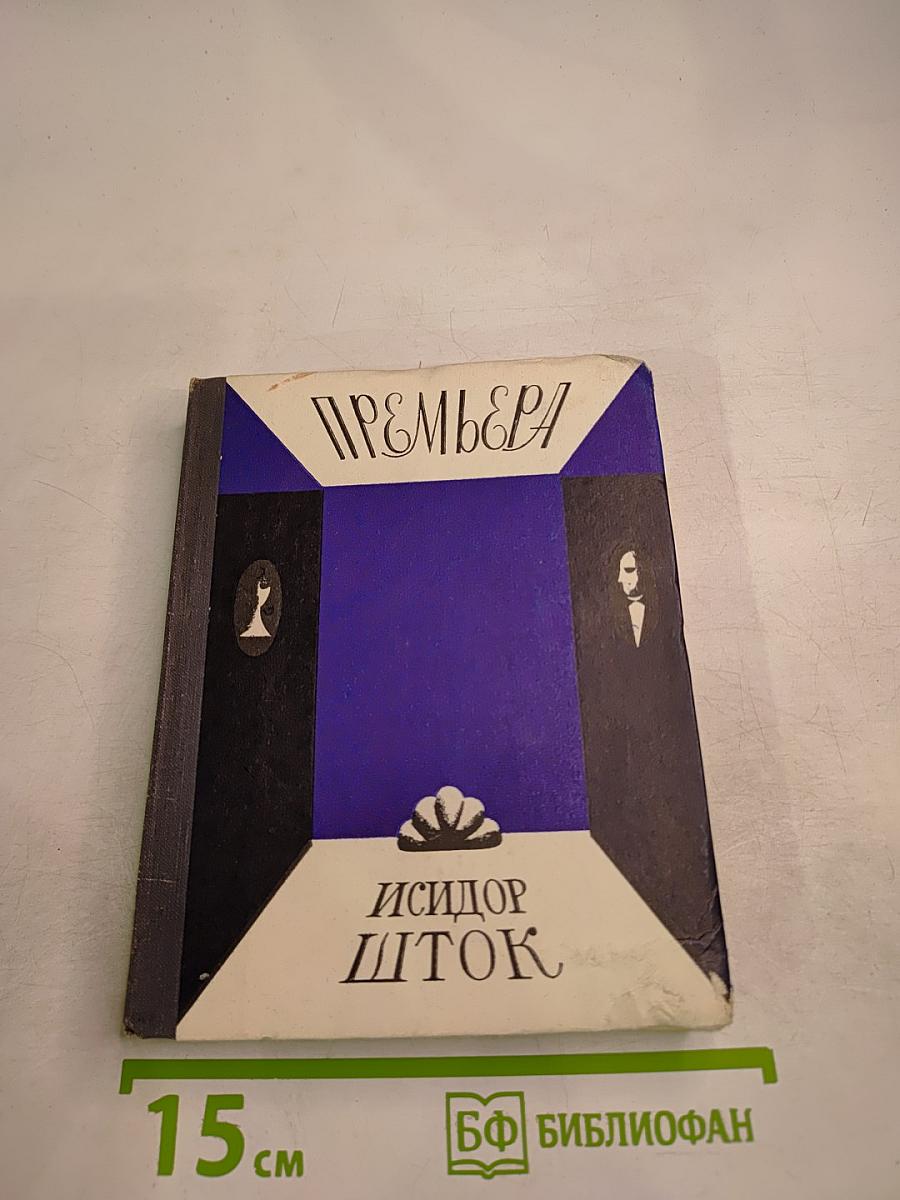 ПРЕМЬЕРА
ИСИДОР
ШТОК
15 см
БФ БИБЛИОФАН